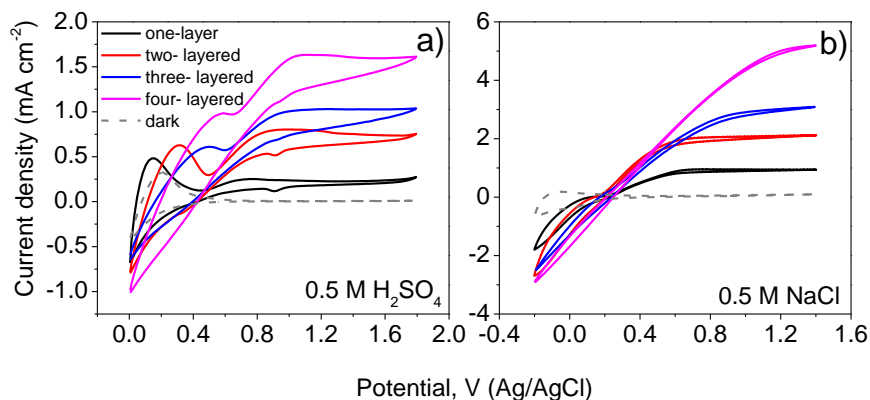 2.0
1.5
1.0
0.5
0.0
-0.5
-1.0
Current density (mA cm⁻²)
one-layer
two- layered
three- layered
four- layered
dark
a)
0.5 M H₂SO₄
0.0 0.4 0.8 1.2 1.6 2.0
6
4
2
0
-2
-4
b)
0.5 M NaCl
-0.4 0.0 0.4 0.8 1.2 1.6
Potential, V (Ag/AgCl)